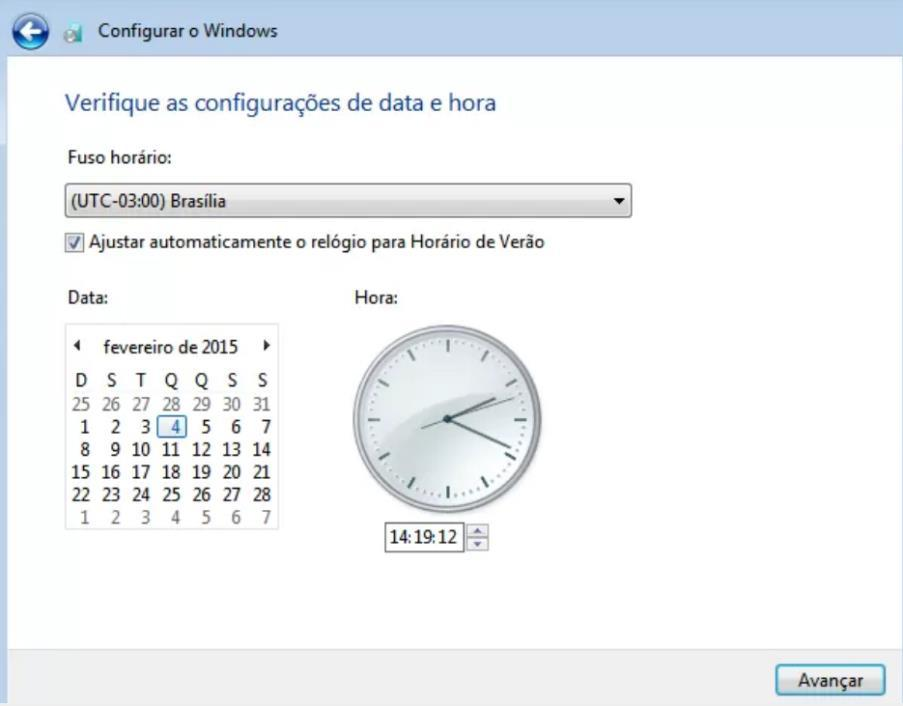 Configurar o Windows
Verifique as configurações de data e hora
Fuso horário:
(UTC-03:00) Brasília
Ajustar automaticamente o relógio para Horário de Verão
Data: Hora:
fevereiro de 2015
D S T Q Q S S
25 26 27 28 29 30 31
1 2 3 4 5 6 7
8 9 10 11 12 13 14
15 16 17 18 19 20 21
22 23 24 25 26 27 28
1 2 3 4 5 6 7
14:19:12
Avançar